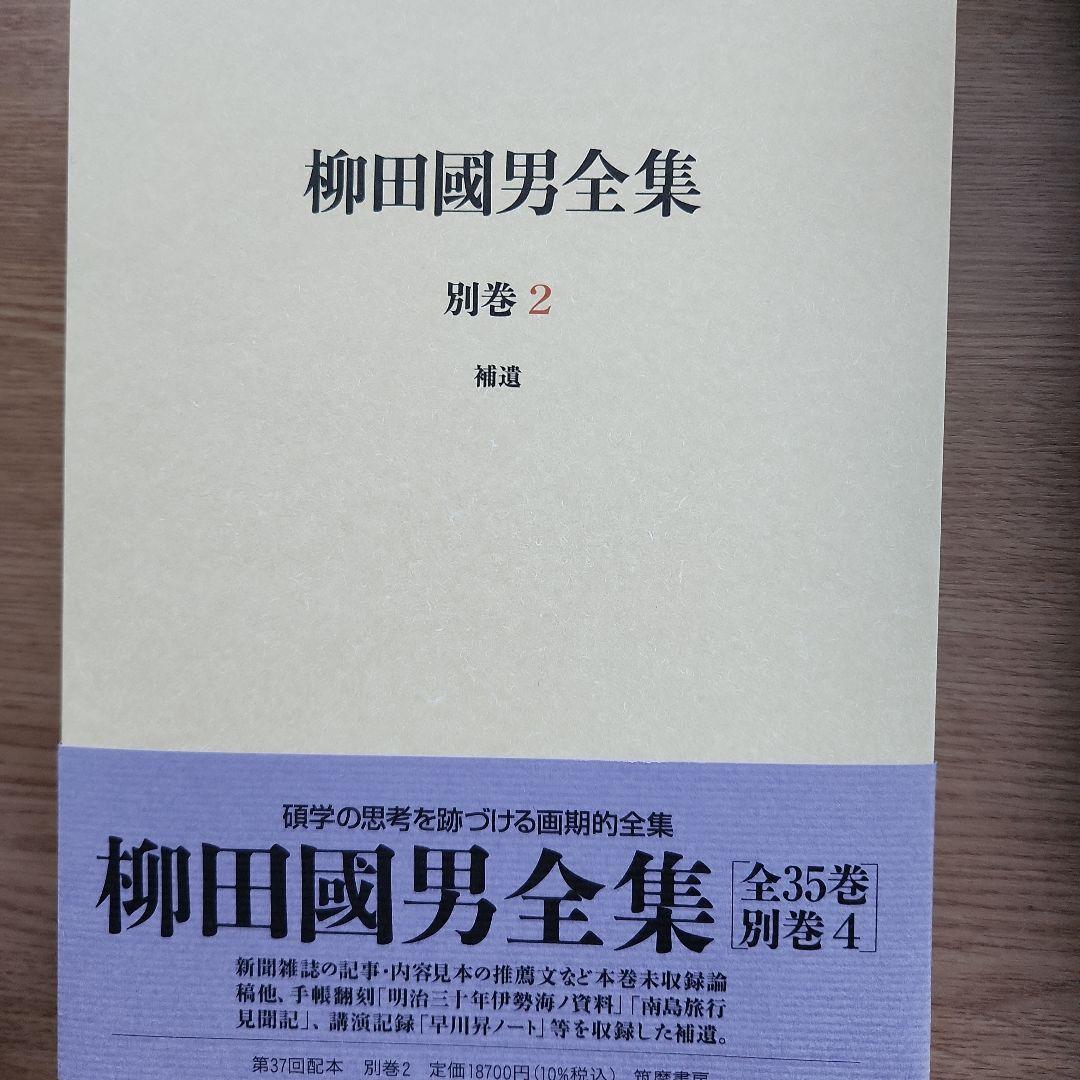 柳田國男全集
別巻 2
補遺
碩学の思考を跡づける画期的全集
柳田國男全集
全35巻
別巻4
新聞雑誌の記事・内容見本の推薦文など本巻未収録論
稿他、手帳翻刻「明治三十年伊勢海ノ資料」「南島旅行
見聞記」、講演記録「早川昇ノート」等を収録した補遺。
第37回配本 別巻2 定価18700円(10%税込) 筑摩書房